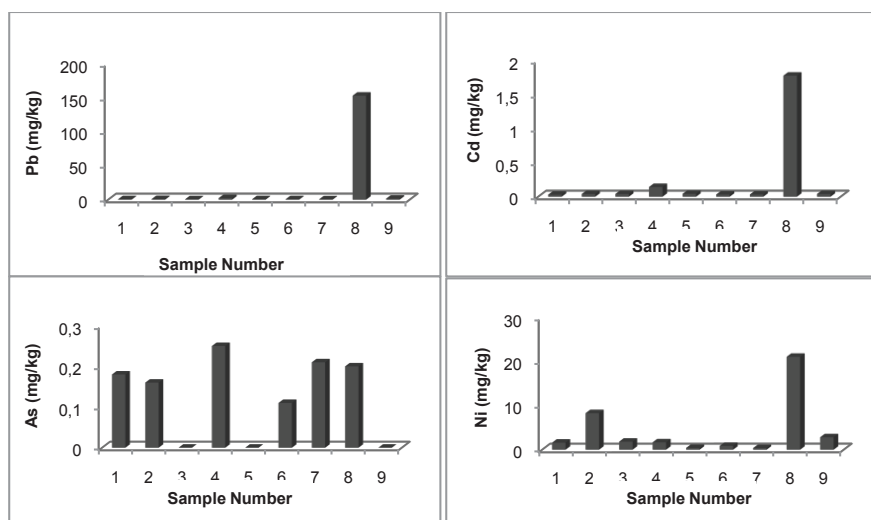 Pb (mg/kg)
200
150
100
50
0
1 2 3 4 5 6 7 8 9
Sample Number
Cd (mg/kg)
2
1,5
1
0,5
0
1 2 3 4 5 6 7 8 9
Sample Number
As (mg/kg)
0,3
0,2
0,1
0
1 2 3 4 5 6 7 8 9
Sample Number
Ni (mg/kg)
30
20
10
0
1 2 3 4 5 6 7 8 9
Sample Number